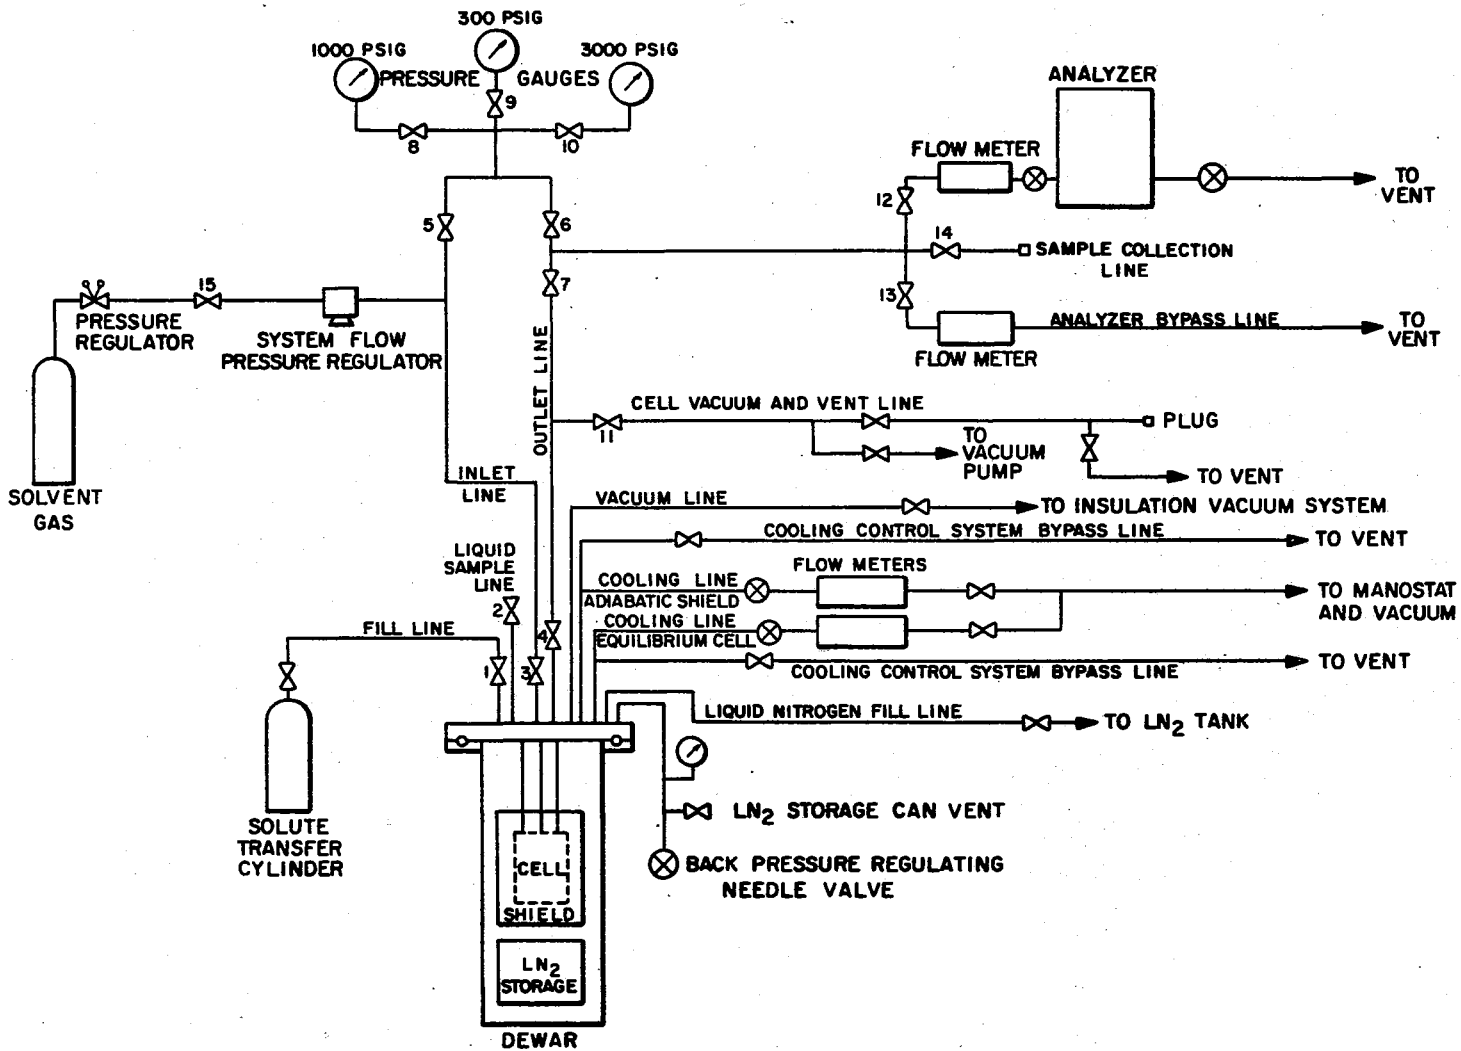 300 PSIG
1000 PSIG
3000 PSIG
PRESSURE GAUGES
9
8
10
ANALYZER
FLOW METER
TO
VENT
12
5
6
14
SAMPLE COLLECTION
LINE
7
15
13
PRESSURE
REGULATOR
SYSTEM FLOW
PRESSURE REGULATOR
ANALYZER BYPASS LINE
TO
VENT
FLOW METER
OUTLET LINE
CELL VACUUM AND VENT LINE
11
PLUG
TO
VACUUM
PUMP
TO VENT
SOLVENT
GAS
INLET
LINE
VACUUM LINE
TO INSULATION VACUUM SYSTEM
COOLING CONTROL SYSTEM BYPASS LINE
TO VENT
LIQUID
SAMPLE
LINE
FLOW METERS
COOLING LINE
ADIABATIC SHIELD
TO MANOSTAT
AND VACUUM
2
COOLING LINE
EQUILIBRIUM CELL
FILL LINE
4
1
3
COOLING CONTROL SYSTEM BYPASS LINE
TO VENT
LIQUID NITROGEN FILL LINE
TO LN2 TANK
LN2 STORAGE CAN VENT
SOLUTE
TRANSFER
CYLINDER
CELL
SHIELD
BACK PRESSURE REGULATING
NEEDLE VALVE
LN2
STORAGE
DEWAR